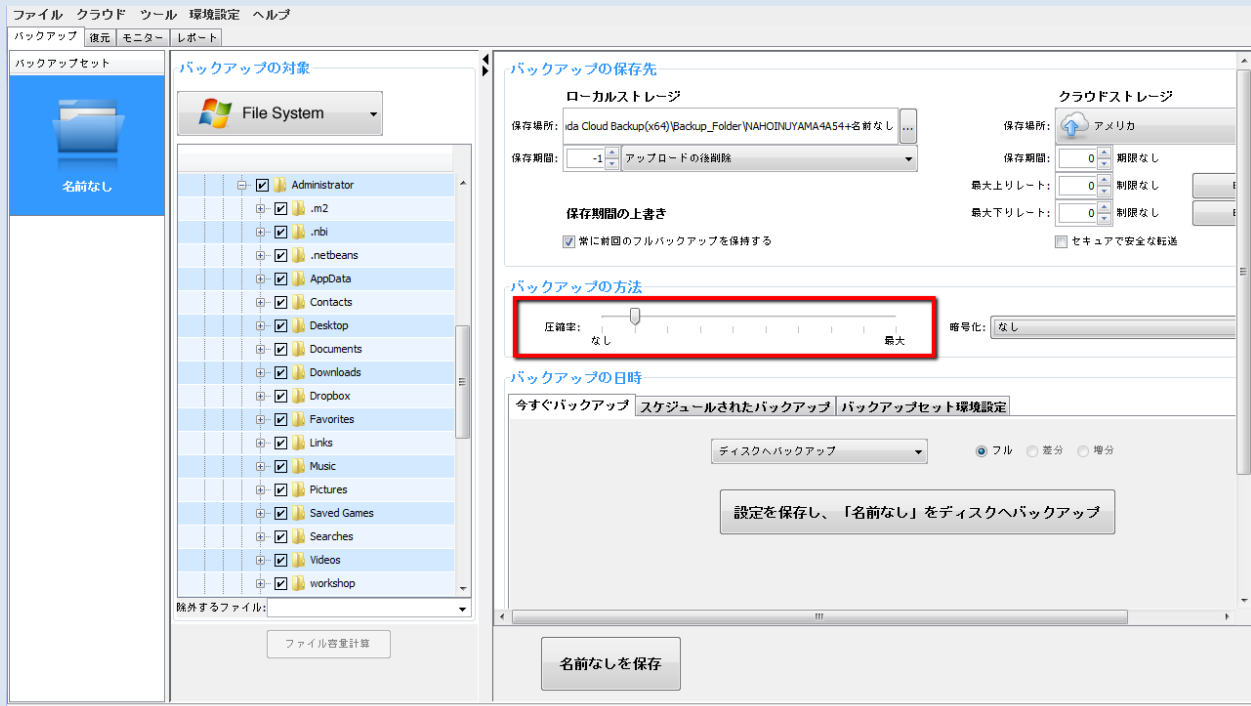 ファイル クラウド ツール 環境設定 ヘルプ
バックアップ 復元 モニター レポート
バックアップセット
名前なし
バックアップの対象
File System
Administrator
.m2
.nbi
.netbeans
AppData
Contacts
Desktop
Documents
Downloads
Dropbox
Favorites
Links
Music
Pictures
Saved Games
Searches
Videos
workshop
除外するファイル:
ファイル容量計算
バックアップの保存先
ローカルストレージ
保存場所: da Cloud Backup(x64)\Backup_Folder\NAHOINUYAMA4A54+名前なし ...
保存期間: -1 アップロードの後削除
保存期間の上書き
常に前回のフルバックアップを保持する
クラウドストレージ
保存場所: アメリカ
保存期間: 0 期限なし
最大上りレート: 0 制限なし
最大下りレート: 0 制限なし
セキュアで安全な転送
バックアップの方法
圧縮率:
なし 最大
暗号化: なし
バックアップの日時
今すぐバックアップ スケジュールされたバックアップ バックアップセット環境設定
ディスクへバックアップ フル 差分 増分
設定を保存し、「名前なし」をディスクへバックアップ
名前なしを保存